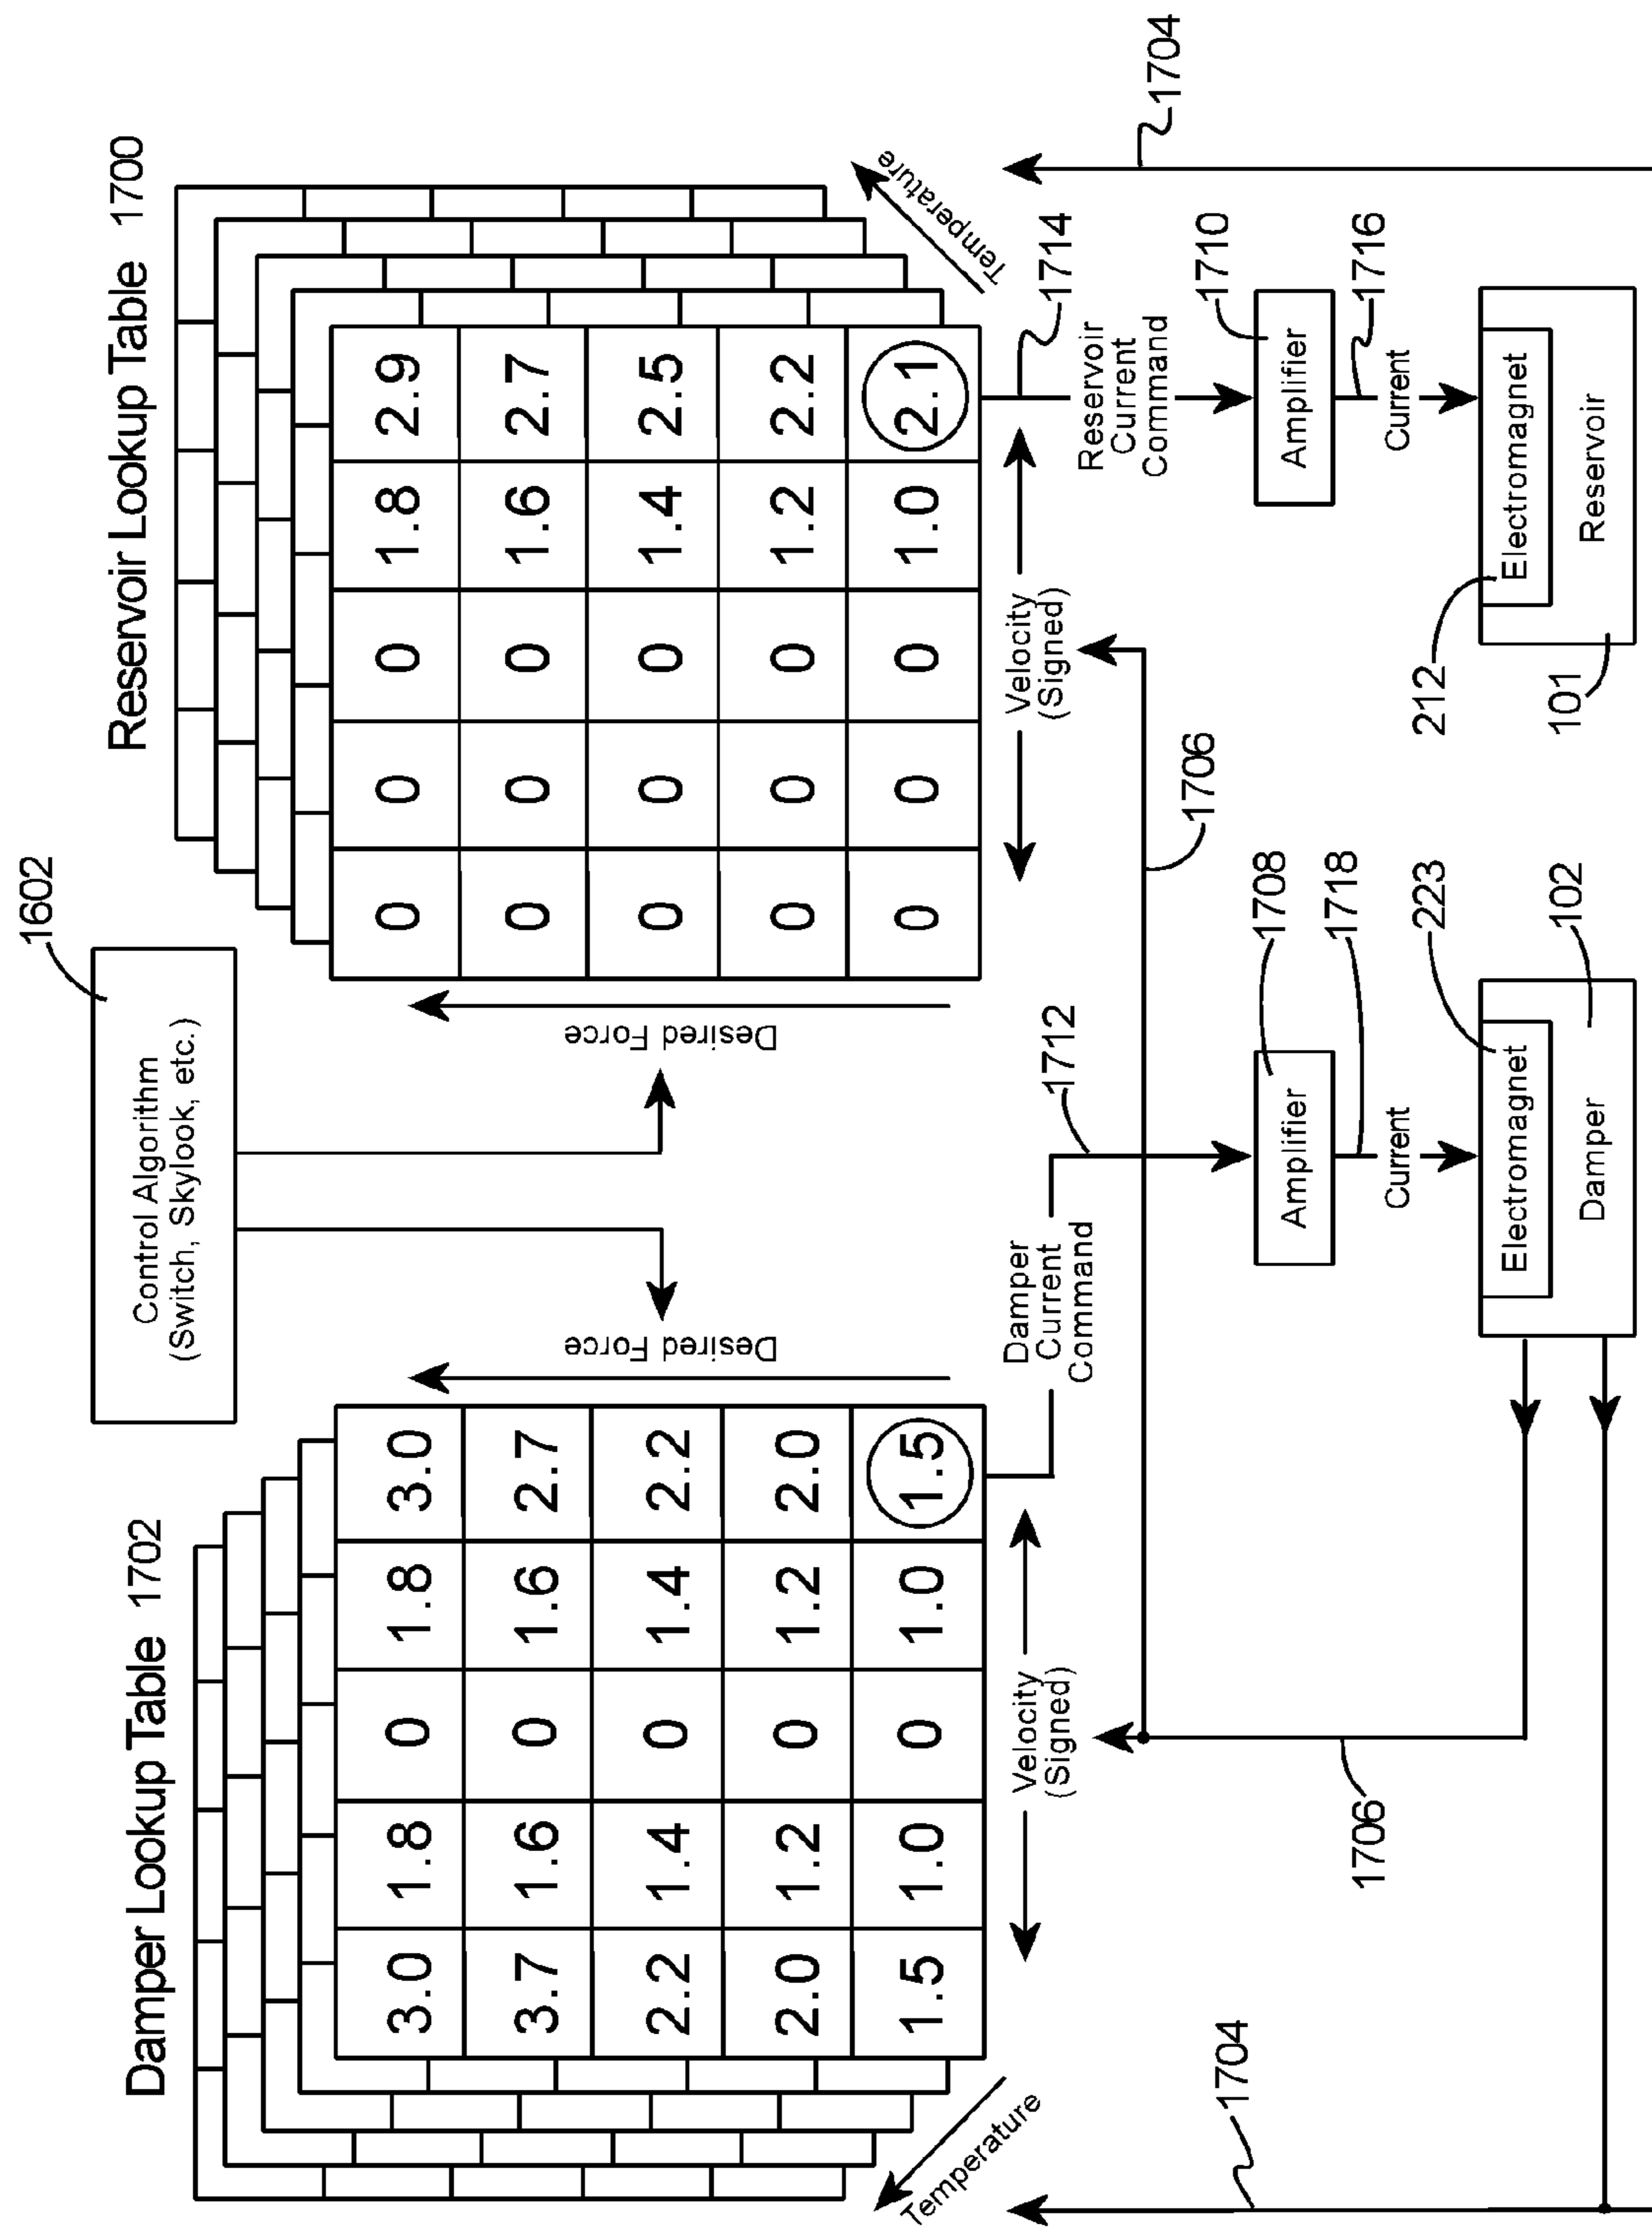 1602
Control Algorithm
(Switch, Skylook, etc.)
Damper Lookup Table 1702
3.0 1.8 0 1.8 3.0
3.7 1.6 0 1.6 2.7
2.2 1.4 0 1.4 2.2
2.0 1.2 0 1.2 2.0
1.5 1.0 0 1.0 1.5
Temperature
Velocity
(Signed)
Desired Force
Reservoir Lookup Table 1700
0 0 0 1.8 2.9
0 0 0 1.6 2.7
0 0 0 1.4 2.5
0 0 0 1.2 2.2
0 0 0 1.0 2.1
Desired Force
Velocity
(Signed)
Temperature
Damper
Current
Command
1712
Reservoir
Current
Command
1714
1704
1706
1706
1704
Amplifier
1708
Current
1718
Electromagnet
223
Damper
102
Amplifier
1710
Current
1716
Electromagnet
212
Reservoir
101